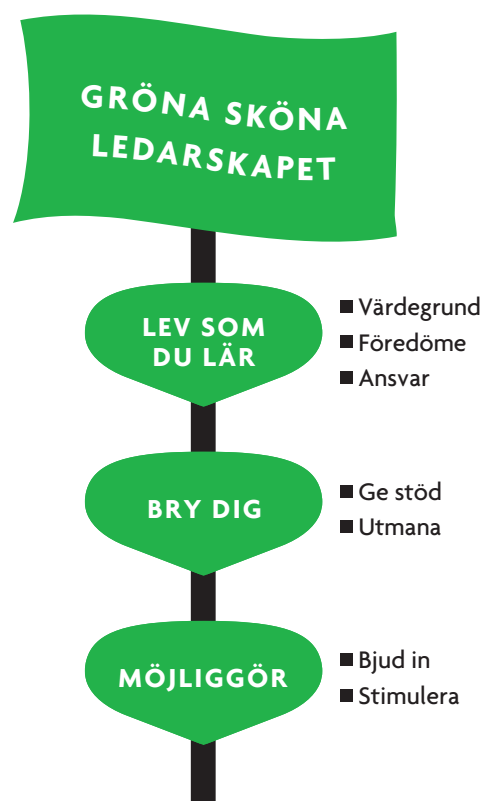 GRÖNA SKÖNA
LEDARSKAPET
LEV SOM
DU LÄR
■ Värdegrund
■ Föredöme
■ Ansvar
BRY DIG
■ Ge stöd
■ Utmana
MÖJLIGGÖR
■ Bjud in
■ Stimulera